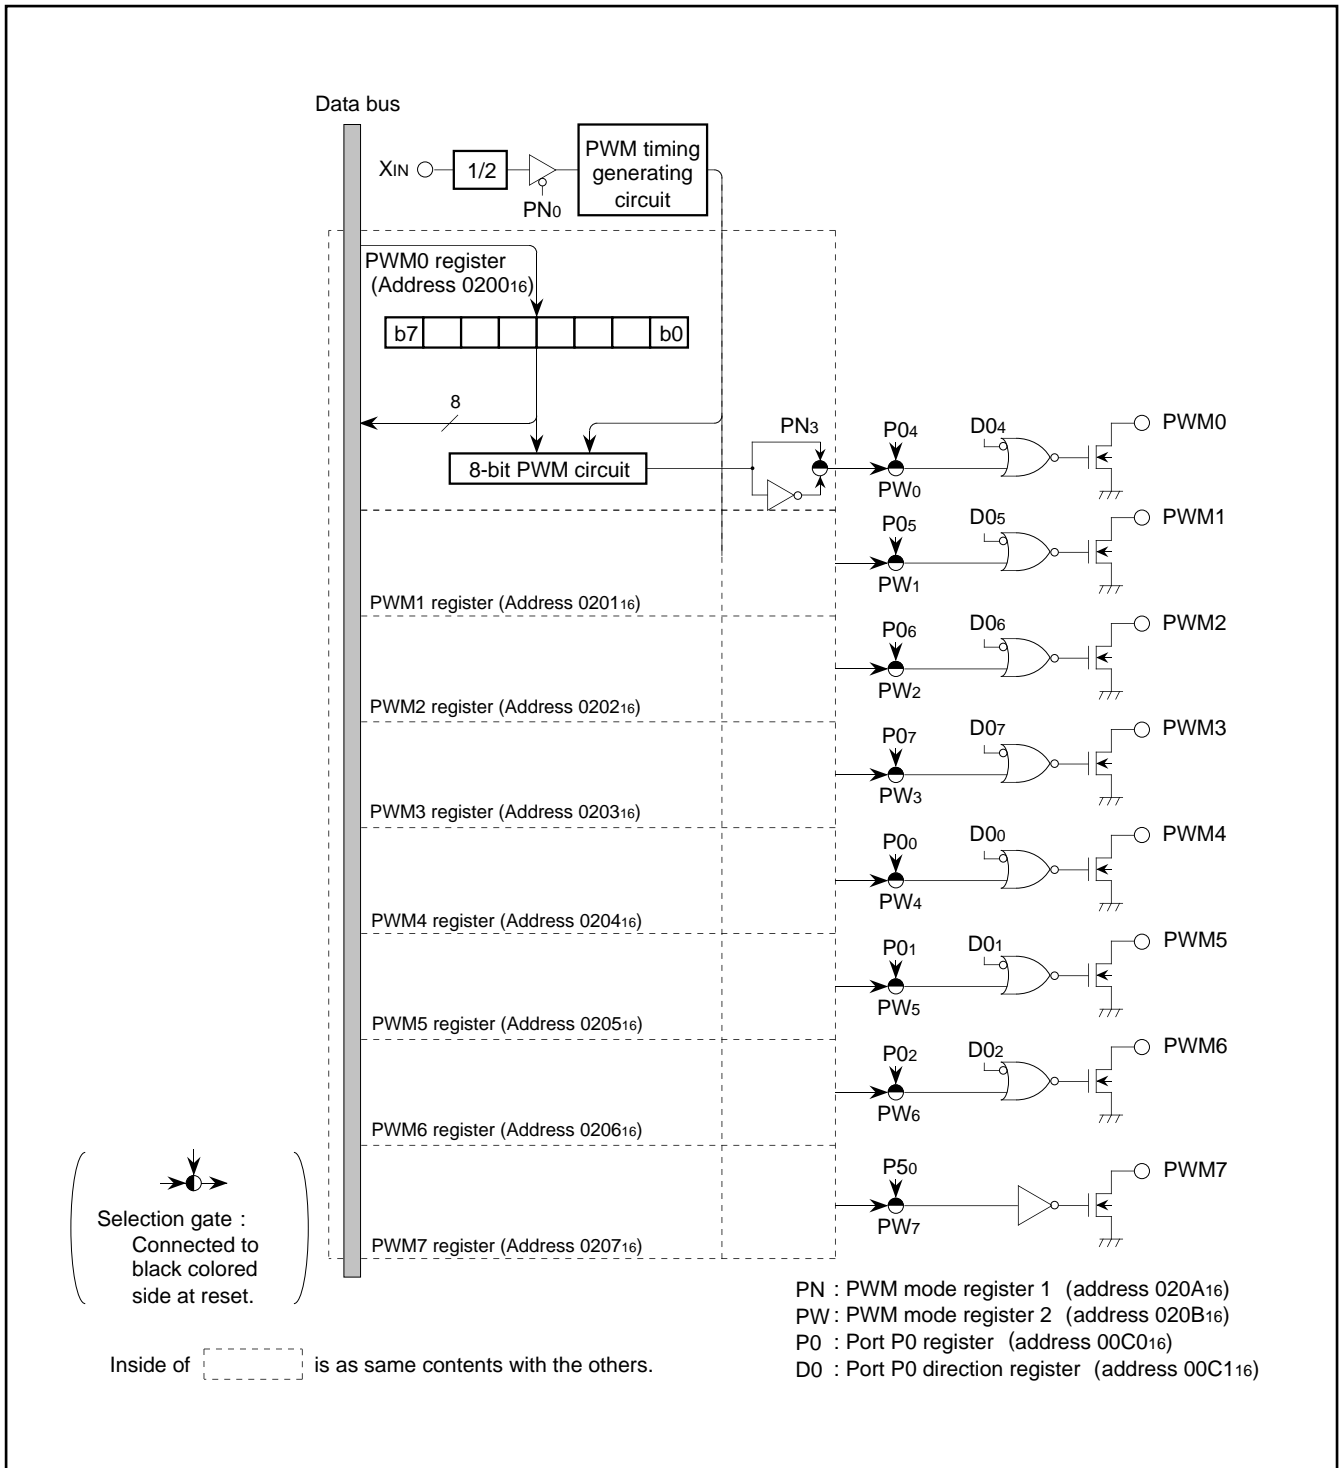 Data bus
XIN
1/2
PN0
PWM timing
generating
circuit
PWM0 register
(Address 020016)
b7
b0
8
8-bit PWM circuit
PN3
P04
PW0
D04
PWM0
P05
PW1
D05
PWM1
PWM1 register (Address 020116)
P06
PW2
D06
PWM2
PWM2 register (Address 020216)
P07
PW3
D07
PWM3
PWM3 register (Address 020316)
P00
PW4
D00
PWM4
PWM4 register (Address 020416)
P01
PW5
D01
PWM5
PWM5 register (Address 020516)
P02
PW6
D02
PWM6
PWM6 register (Address 020616)
P50
PW7
PWM7
PWM7 register (Address 020716)
Selection gate :
Connected to
black colored
side at reset.
Inside of is as same contents with the others.
PN : PWM mode register 1 (address 020A16)
PW : PWM mode register 2 (address 020B16)
P0 : Port P0 register (address 00C016)
D0 : Port P0 direction register (address 00C116)